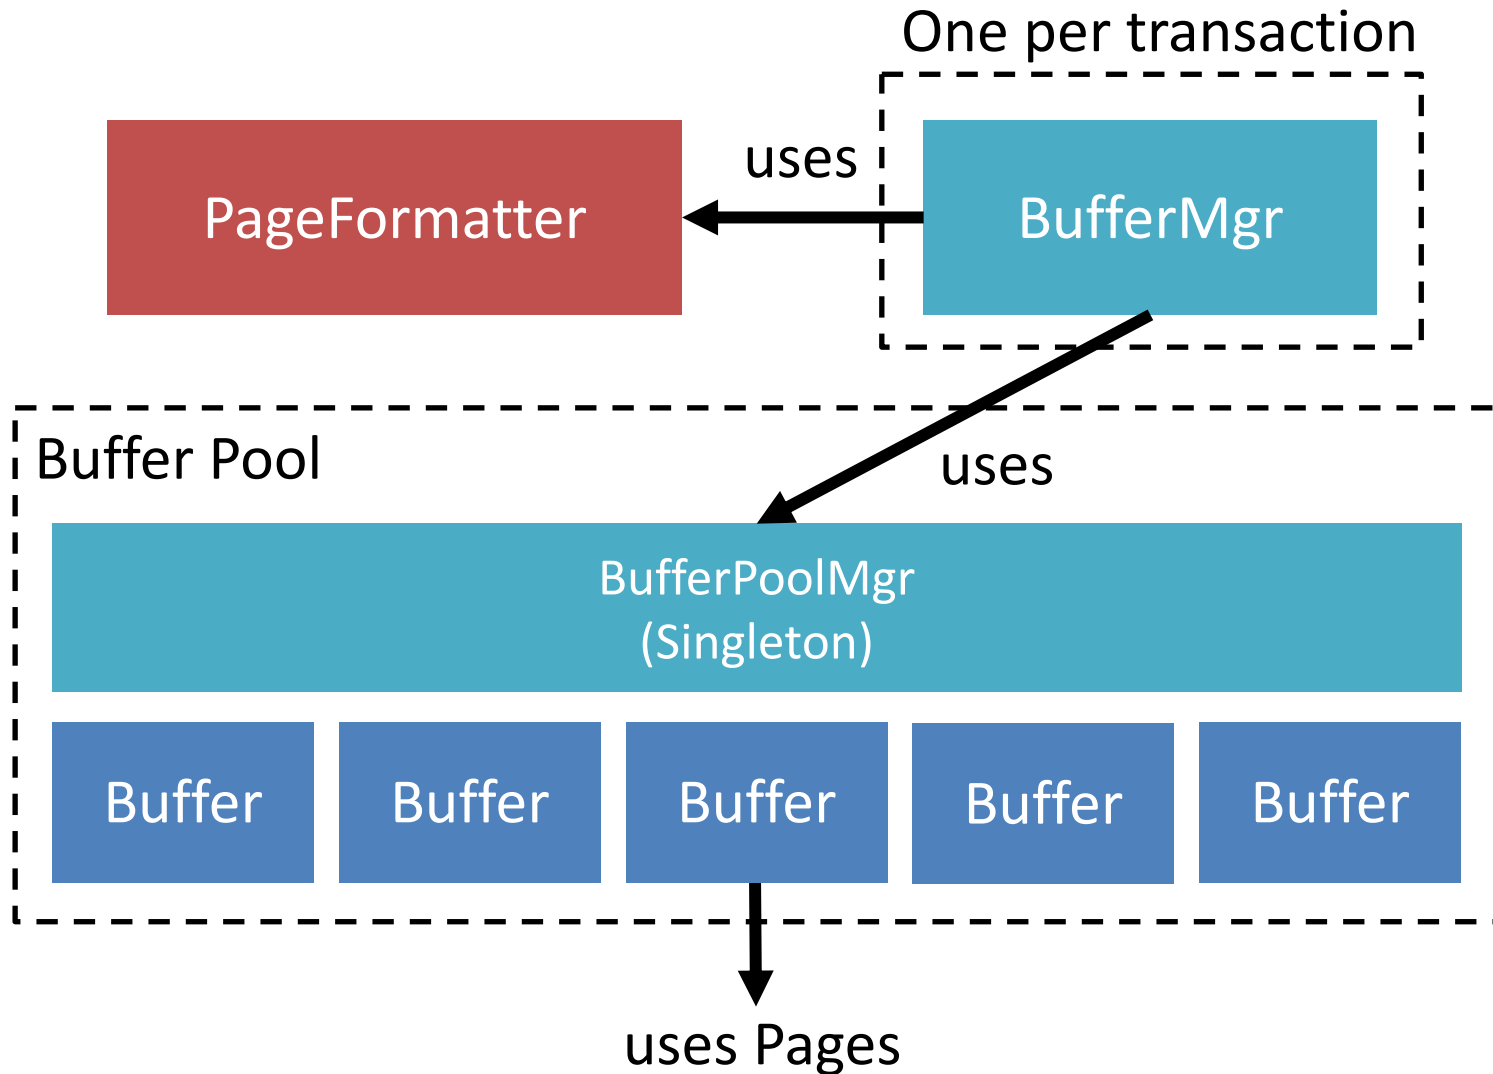 One per transaction
PageFormatter
uses
BufferMgr
Buffer Pool
uses
BufferPoolMgr
(Singleton)
Buffer
Buffer
Buffer
Buffer
Buffer
uses Pages